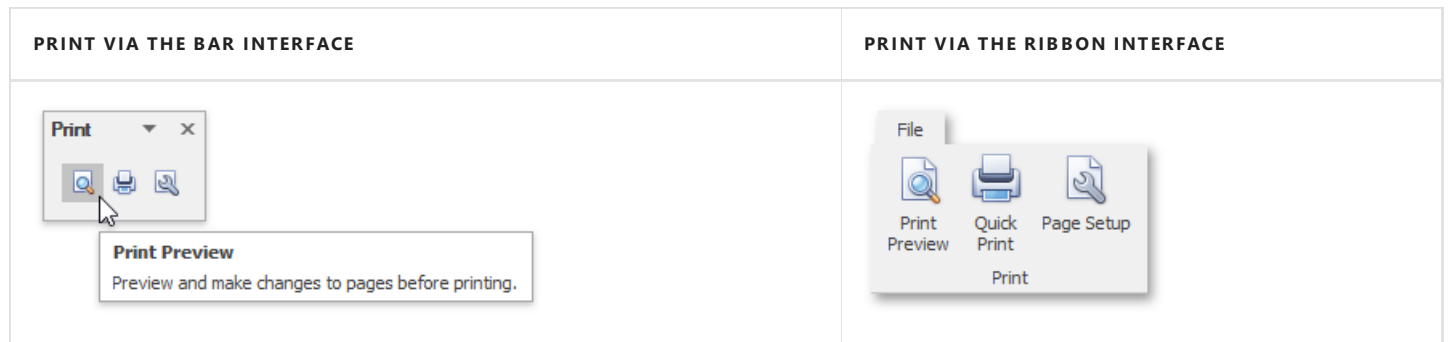 PRINT VIA THE BAR INTERFACE
PRINT VIA THE RIBBON INTERFACE
Print
Print Preview
Preview and make changes to pages before printing.
File
Print Quick Page Setup
Preview Print
Print